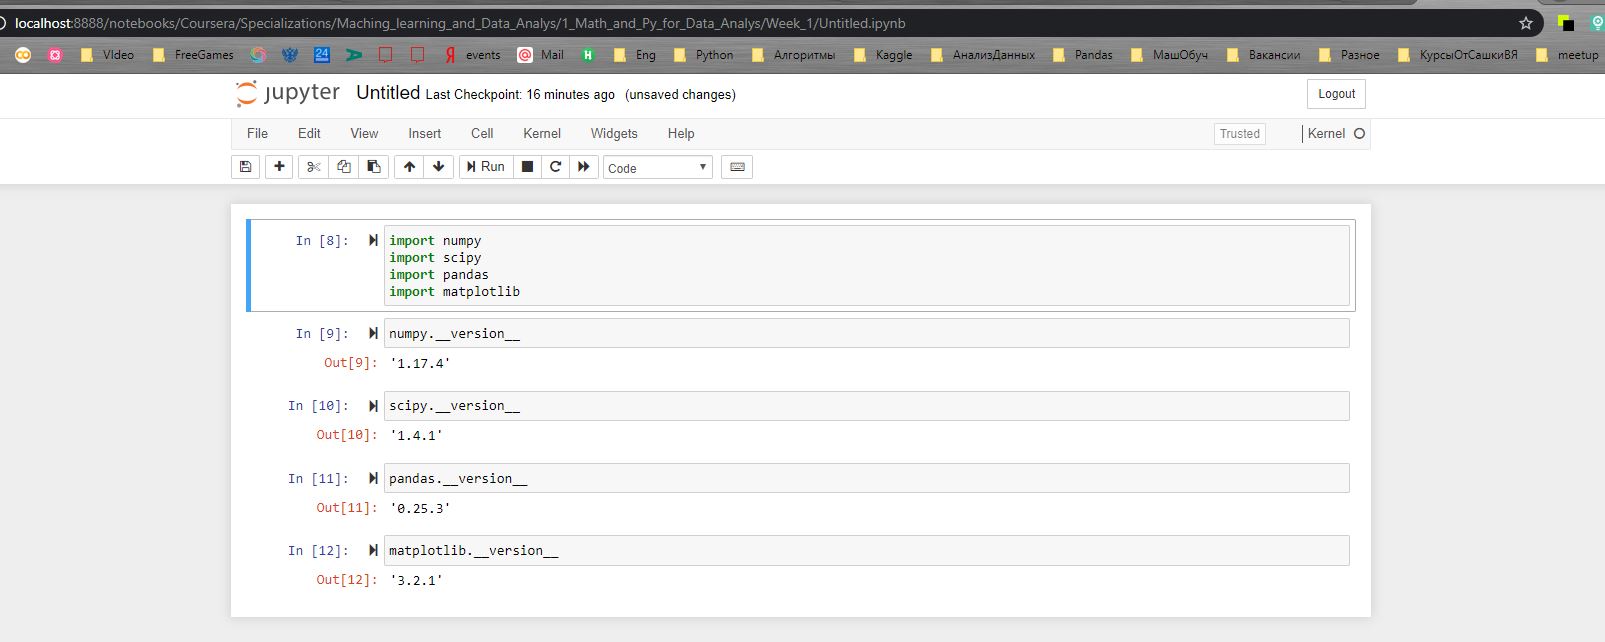 localhost:8888/notebooks/Coursera/Specializations/Maching_learning_and_Data_Analys/1_Math_and_Py_for_Data_Analys/Week_1/Untitled.ipynb
VIdeo FreeGames 24 Я events @ Mail H Eng Python Алгоритмы Kaggle АнализДанных Pandas МашОбуч Вакансии Разное КурсыОтСашкиВЯ meetup
jupyter Untitled Last Checkpoint: 16 minutes ago (unsaved changes) Logout
File Edit View Insert Cell Kernel Widgets Help Trusted Kernel
Run Code
In [8]: import numpy
import scipy
import pandas
import matplotlib
In [9]: numpy.__version__
Out[9]: '1.17.4'
In [10]: scipy.__version__
Out[10]: '1.4.1'
In [11]: pandas.__version__
Out[11]: '0.25.3'
In [12]: matplotlib.__version__
Out[12]: '3.2.1'